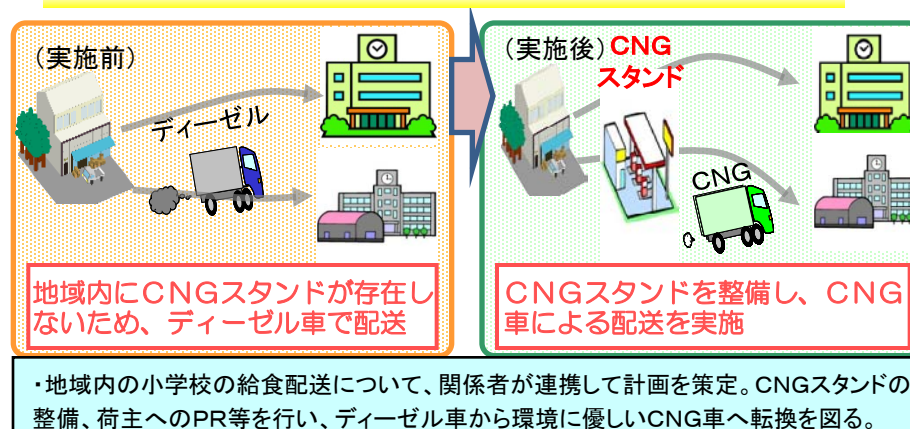 (実施前)
ディーゼル
地域内にCNGスタンドが存在し
ないため、ディーゼル車で配送
(実施後)CNG
スタンド
CNG
CNGスタンドを整備し、CNG
車による配送を実施
・地域内の小学校の給食配送について、関係者が連携して計画を策定。CNGスタンドの
整備、荷主へのPR等を行い、ディーゼル車から環境に優しいCNG車へ転換を図る。